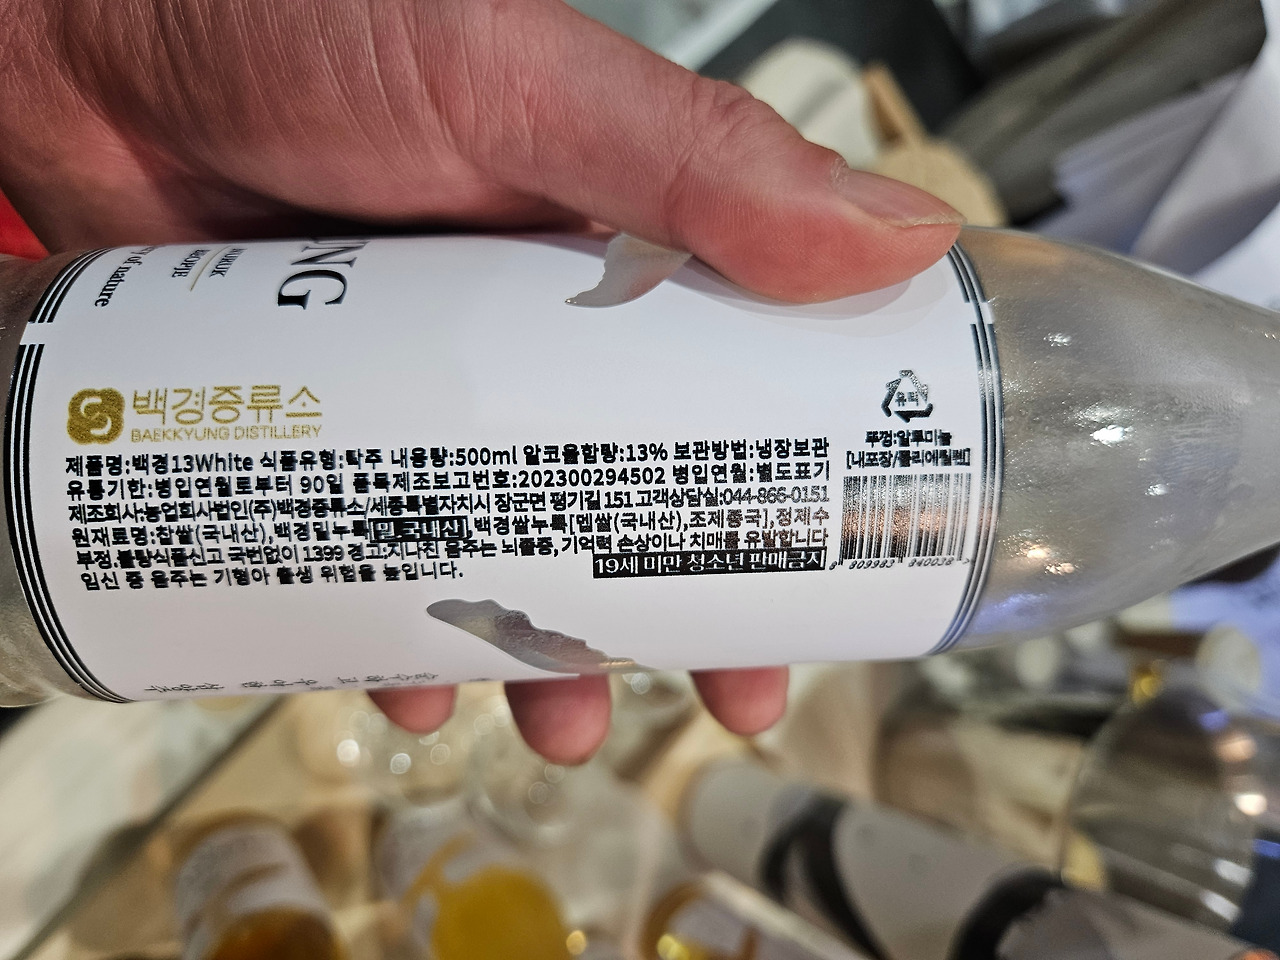 UNG
NURUK
PEOPLE
of nature
백경증류소
BAEKKYUNG DISTILLERY
제품명:백경13White 식품유형:탁주 내용량:500ml 알코올함량:13% 보관방법:냉장보관
유통기한:병입연월로부터 90일 품목제조보고번호:202300294502 병입연월:별도표기
제조회사:농업회사법인(주)백경증류소/세종특별자치시 장군면 평기길 151 고객상담실:044-866-0151
원재료명:찹쌀(국내산),백경밀누룩[밀(국내산)],백경쌀누룩[멥쌀(국내산),조제종국],정제수
부정.불량식품신고 국번없이 1399 경고:지나친 음주는 뇌졸중,기억력 손상이나 치매를 유발합니다
임신 중 음주는 기형아 출생 위험을 높입니다.
19세 미만 청소년 판매금지
유리
뚜껑:알루미늄
[내포장/폴리에틸렌]
8 809983 840038